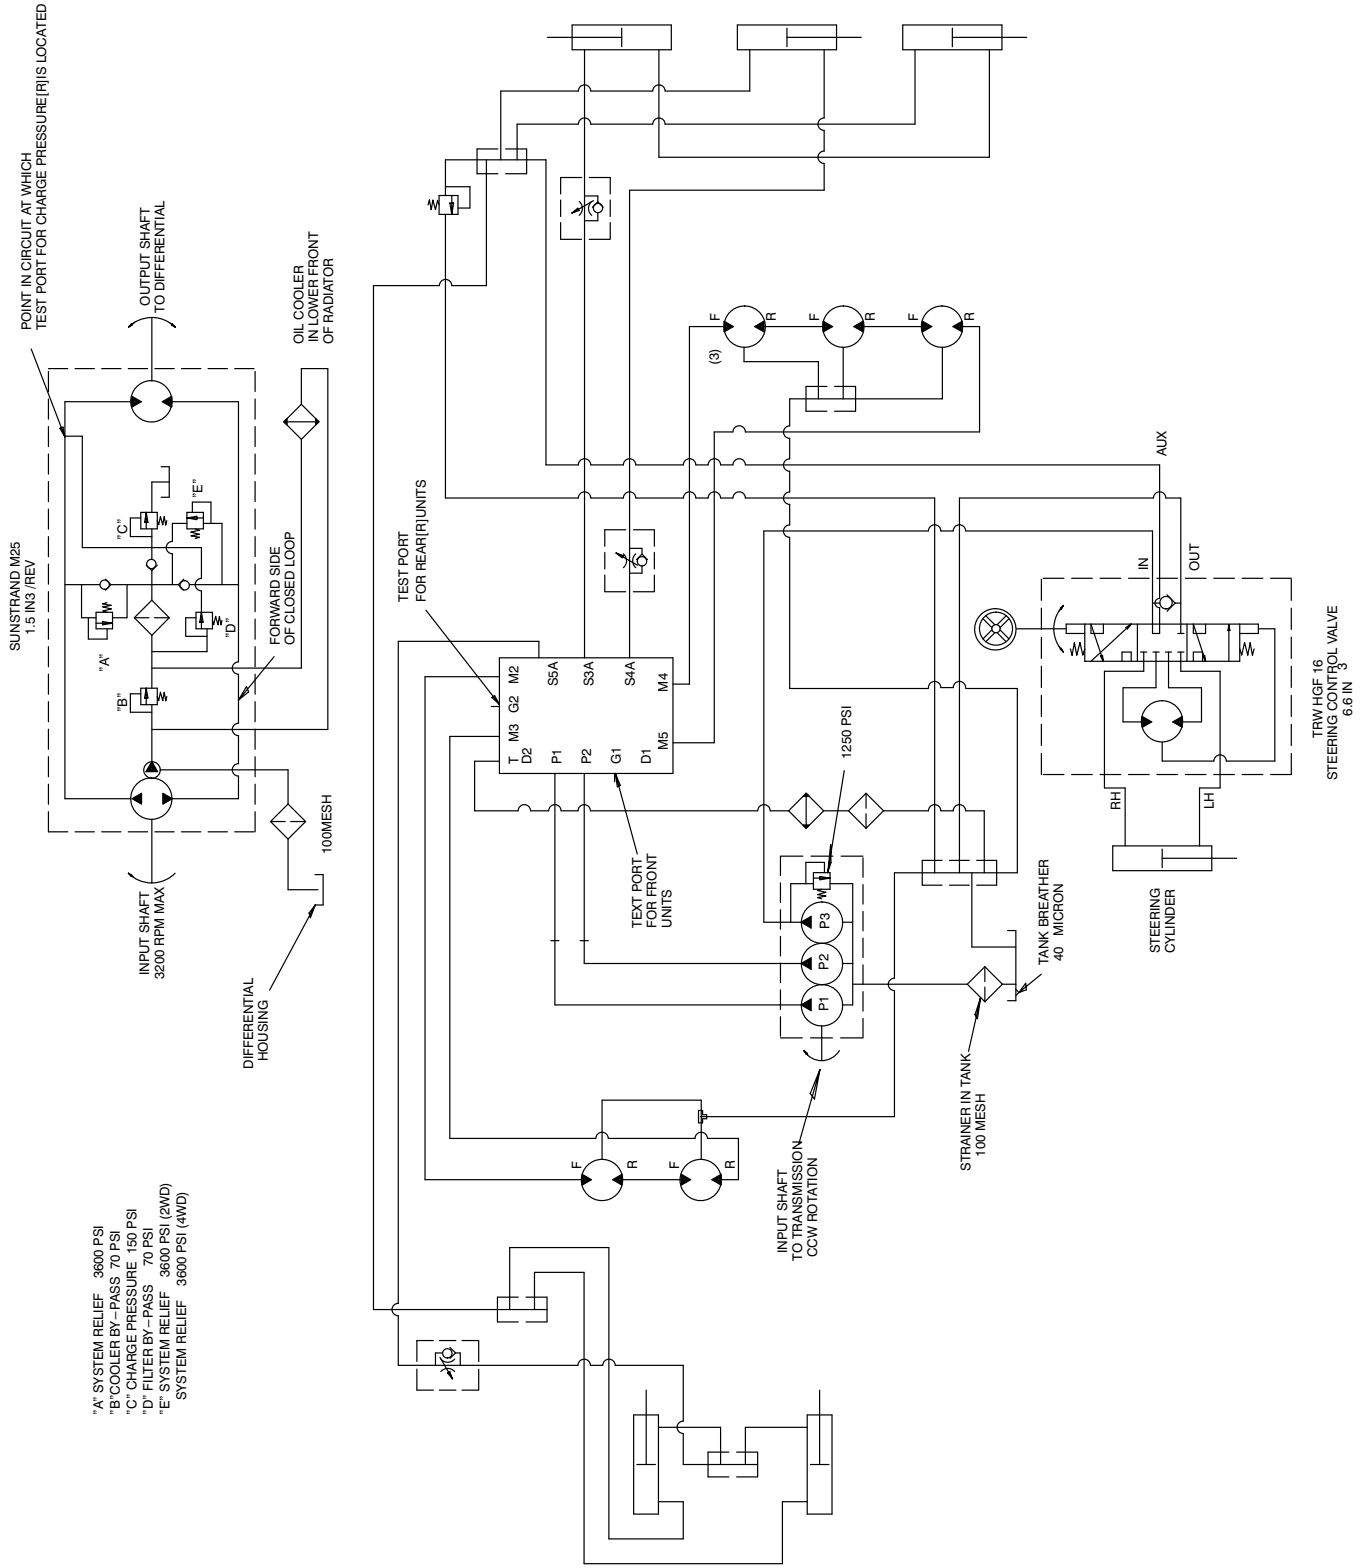 "A" SYSTEM RELIEF 3600 PSI
"B"COOLER BY–PASS 70 PSI
"C" CHARGE PRESSURE 150 PSI
"D" FILTER BY–PASS 70 PSI
"E" SYSTEM RELIEF 3600 PSI (2WD)
SYSTEM RELIEF 3600 PSI (4WD)
DIFFERENTIAL
HOUSING
INPUT SHAFT
3200 RPM MAX
100MESH
SUNSTRAND M25
1.5 IN3 /REV
"B"
"A"
"D"
"C"
"E"
FORWARD SIDE
OF CLOSED LOOP
POINT IN CIRCUIT AT WHICH
TEST PORT FOR CHARGE PRESSURE[R]IS LOCATED
OUTPUT SHAFT
TO DIFFERENTIAL
OIL COOLER
IN LOWER FRONT
OF RADIATOR
TEST PORT
FOR REAR[R]UNITS
M3
G2
M2
T
D2
P1
P2
G1
D1
M5
S5A
S3A
S4A
M4
F
R
F
R
TEXT PORT
FOR FRONT
UNITS
1250 PSI
P1
P2
P3
INPUT SHAFT
TO TRANSMISSION
CCW ROTATION
STRAINER IN TANK
100 MESH
TANK BREATHER
40 MICRON
(3)
F
R
F
R
F
R
AUX
IN
OUT
RH
LH
STEERING
CYLINDER
TRW HGF 16
STEERING CONTROL VALVE
6.6 IN 3